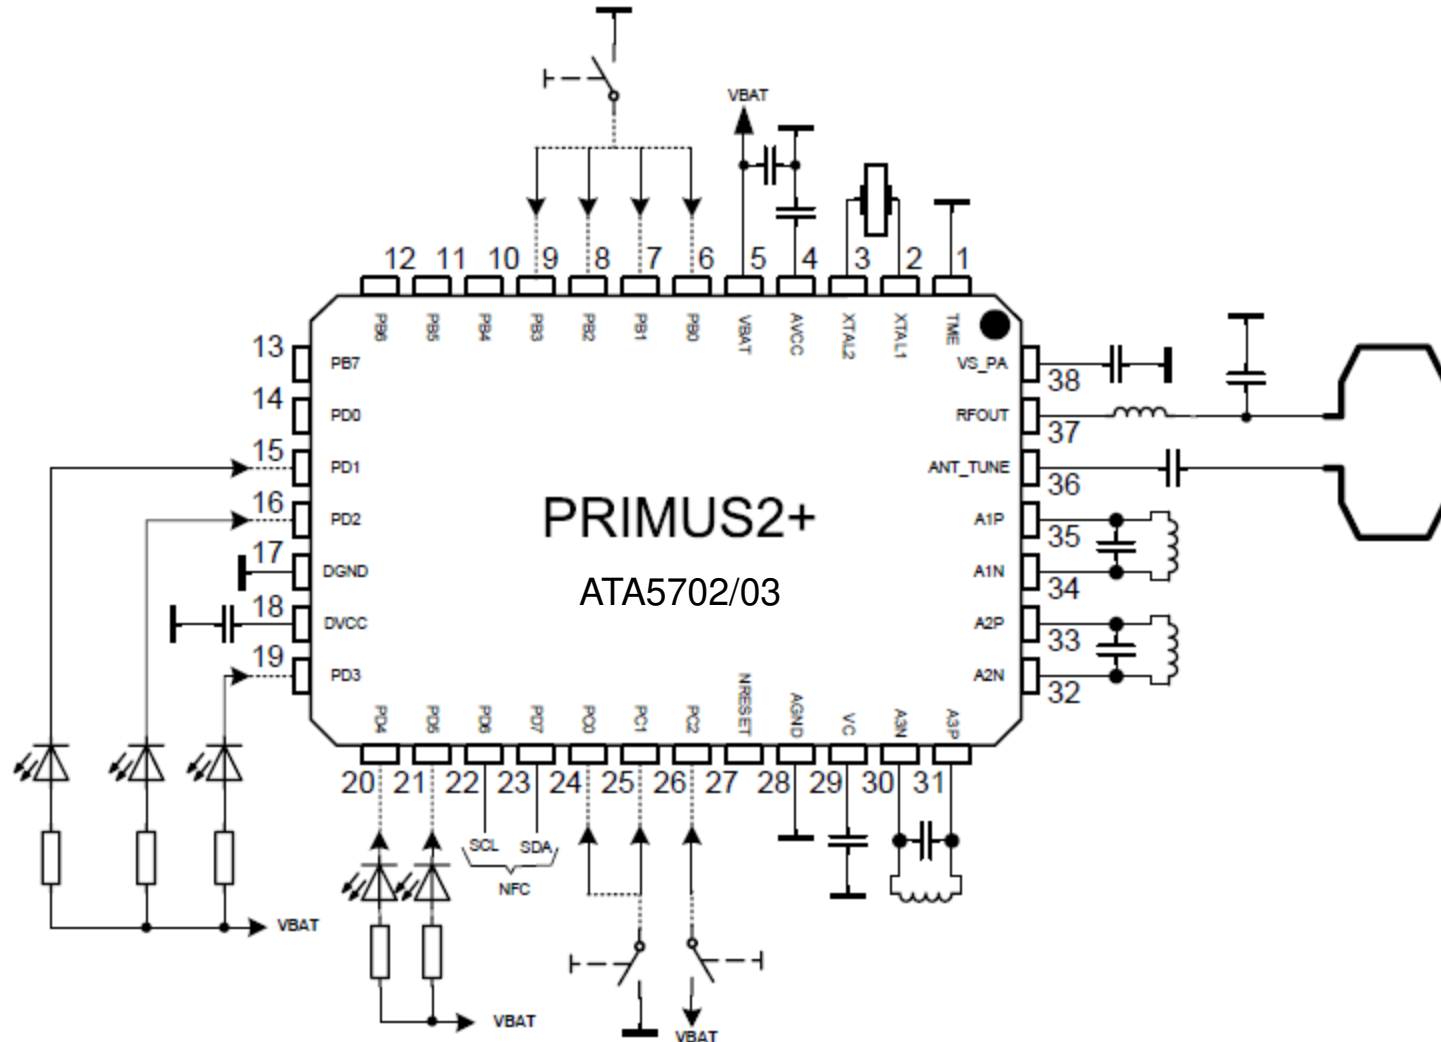 VBAT
12 11 10 9 8 7 6 5 4 3 2 1
PB6 PB5 PB4 PB3 PB2 PB1 PB0 VBAT AVCC XTAL2 XTAL1 TME
13 PB7
14 PD0
15 PD1
16 PD2
17 DGND
18 DVCC
19 PD3
VS_PA 38
RFOUT 37
ANT_TUNE 36
A1P 35
A1N 34
A2P 33
A2N 32
PRIMUS2+
ATA5702/03
PD4 PD5 PD6 PD7 PC0 PC1 PC2 NRESET AGND VC A3N A3P
20 21 22 23 24 25 26 27 28 29 30 31
SCL SDA
NFC
VBAT
VBAT
VBAT